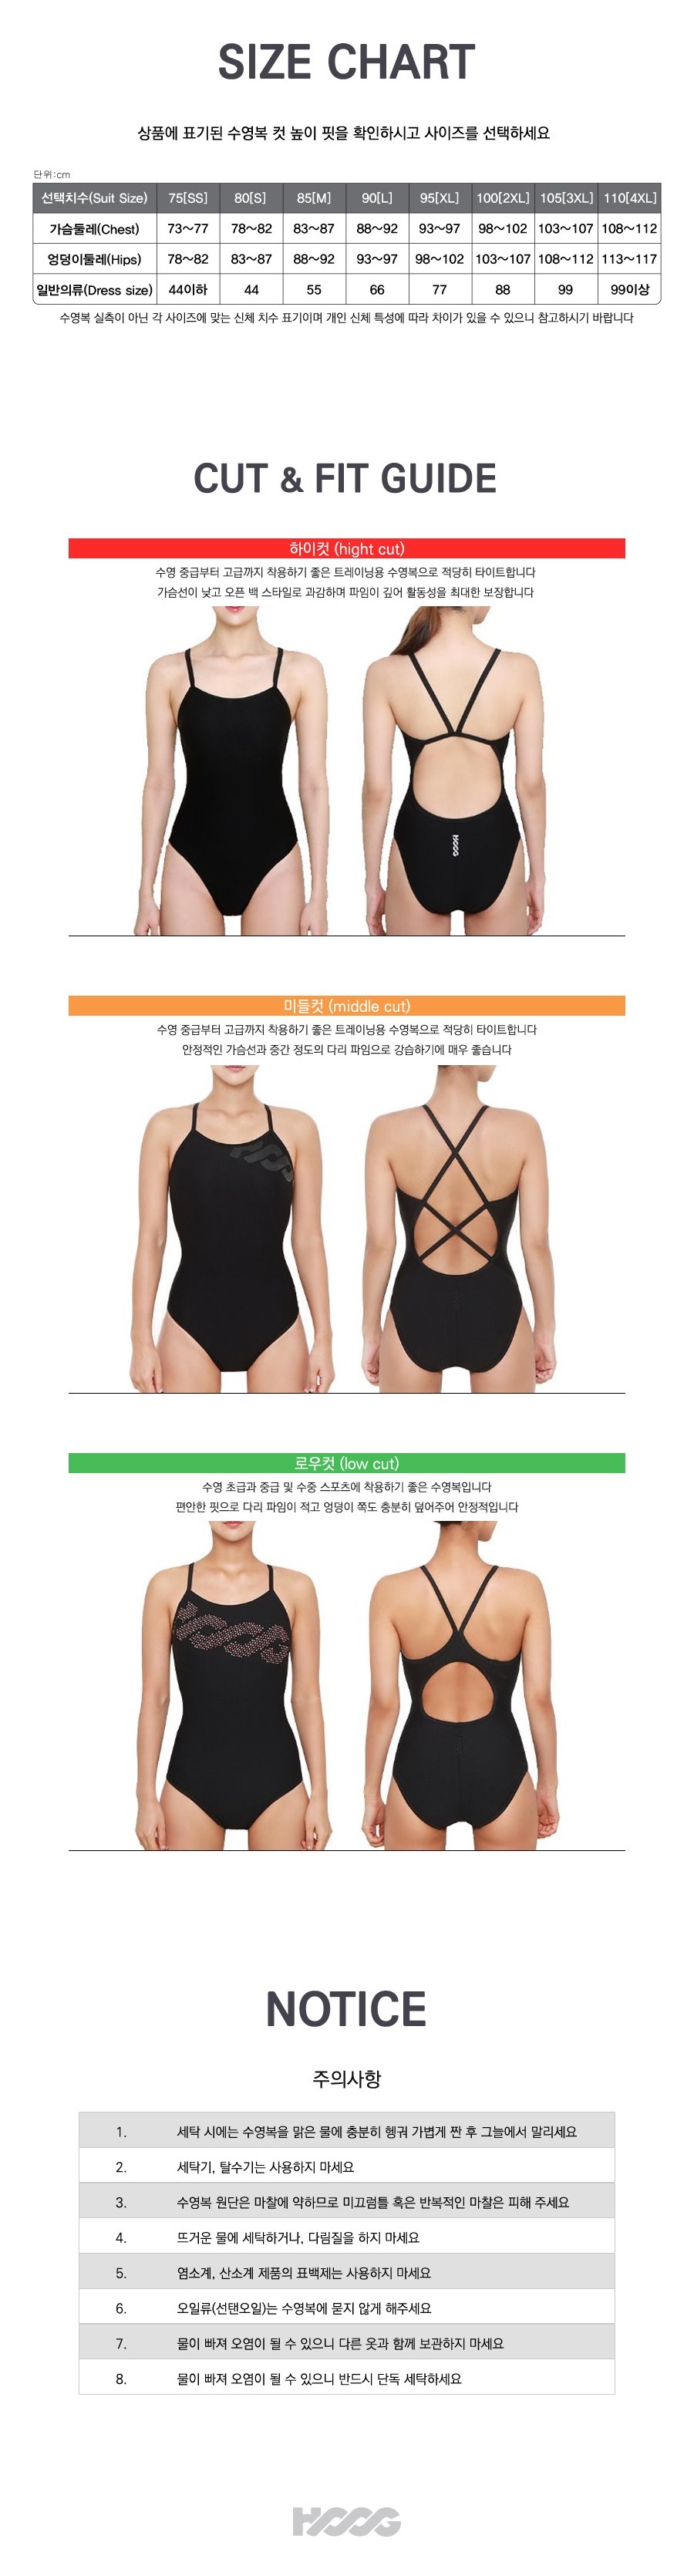 SIZE CHART
상품에 표기된 수영복 컷 높이 핏을 확인하시고 사이즈를 선택하세요
단위:cm
선택치수(Suit Size) 75[SS] 80[S] 85[M] 90[L] 95[XL] 100[2XL] 105[3XL] 110[4XL]
가슴둘레(Chest) 73~77 78~82 83~87 88~92 93~97 98~102 103~107 108~112
엉덩이둘레(Hips) 78~82 83~87 88~92 93~97 98~102 103~107 108~112 113~117
일반의류(Dress size) 44이하 44 55 66 77 88 99 99이상
수영복 실측이 아닌 각 사이즈에 맞는 신체 치수 표기이며 개인 신체 특성에 따라 차이가 있을 수 있으니 참고하시기 바랍니다
CUT & FIT GUIDE
하이컷 (hight cut)
수영 중급부터 고급까지 착용하기 좋은 트레이닝용 수영복으로 적당히 타이트합니다
가슴선이 낮고 오픈 백 스타일로 과감하며 파임이 깊어 활동성을 최대한 보장합니다
HOOG
미들컷 (middle cut)
수영 중급부터 고급까지 착용하기 좋은 트레이닝용 수영복으로 적당히 타이트합니다
안정적인 가슴선과 중간 정도의 다리 파임으로 강습하기에 매우 좋습니다
HOOG
로우컷 (low cut)
수영 초급과 중급 및 수중 스포츠에 착용하기 좋은 수영복입니다
편안한 핏으로 다리 파임이 적고 엉덩이 쪽도 충분히 덮어주어 안정적입니다
HOOG
NOTICE
주의사항
1. 세탁 시에는 수영복을 맑은 물에 충분히 헹궈 가볍게 짠 후 그늘에서 말리세요
2. 세탁기, 탈수기는 사용하지 마세요
3. 수영복 원단은 마찰에 약하므로 미끄럼틀 혹은 반복적인 마찰은 피해 주세요
4. 뜨거운 물에 세탁하거나, 다림질을 하지 마세요
5. 염소계, 산소계 제품의 표백제는 사용하지 마세요
6. 오일류(선탠오일)는 수영복에 묻지 않게 해주세요
7. 물이 빠져 오염이 될 수 있으니 다른 옷과 함께 보관하지 마세요
8. 물이 빠져 오염이 될 수 있으니 반드시 단독 세탁하세요
HOOG